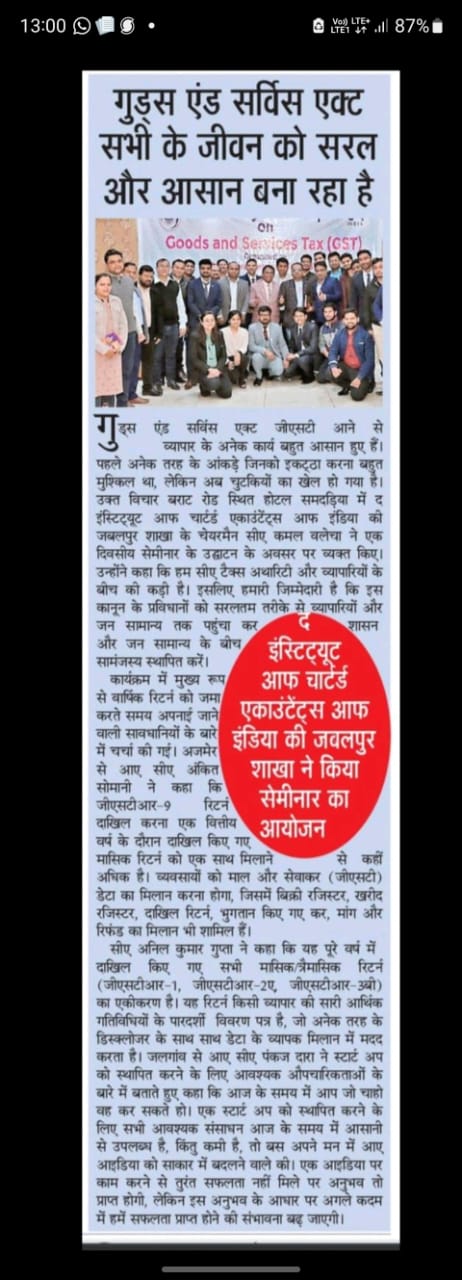 13:00
Vo)) LTE+
LTE1
87%
गुड्स एंड सर्विस एक्ट
सभी के जीवन को सरल
और आसान बना रहा है
on
Goods and Services Tax (GST)
गुड्स एंड सर्विस एक्ट जीएसटी आने से
व्यापार के अनेक कार्य बहुत आसान हुए हैं।
पहले अनेक तरह के आंकड़े जिनको इकट्ठा करना बहुत
मुश्किल था, लेकिन अब चुटकियों का खेल हो गया है।
उक्त विचार बराट रोड स्थित होटल समदड़िया में द
इंस्टिट्यूट आफ चार्टर्ड एकाउंटेंट्स आफ इंडिया की
जबलपुर शाखा के चेयरमैन सीए कमल वलेचा ने एक
दिवसीय सेमीनार के उद्घाटन के अवसर पर व्यक्त किए।
उन्होंने कहा कि हम सीए टैक्स अथारिटी और व्यापारियों के
बीच की कड़ी है। इसलिए हमारी जिम्मेदारी है कि इस
कानून के प्रविधानों को सरलतम तरीके से व्यापारियों और
जन सामान्य तक पहुंचा कर शासन
और जन सामान्य के बीच
सामंजस्य स्थापित करें।
कार्यक्रम में मुख्य रूप
से वार्षिक रिटर्न को जमा
करते समय अपनाई जाने
वाली सावधानियों के बारे
में चर्चा की गई। अजमेर
से आए सीए अंकित
सोमानी ने कहा कि
जीएसटीआर-9 रिटर्न
दाखिल करना एक वित्तीय
वर्ष के दौरान दाखिल किए गए
मासिक रिटर्न को एक साथ मिलाने से कहीं
अधिक है। व्यवसायों को माल और सेवाकर (जीएसटी)
डेटा का मिलान करना होगा, जिसमें बिक्री रजिस्टर, खरीद
रजिस्टर, दाखिल रिटर्न, भुगतान किए गए कर, मांग और
रिफंड का मिलान भी शामिल हैं।
द
इंस्टिट्यूट
आफ चार्टर्ड
एकाउंटेंट्स आफ
इंडिया की जबलपुर
शाखा ने किया
सेमीनार का
आयोजन
सीए अनिल कुमार गुप्ता ने कहा कि यह पूरे वर्ष में
दाखिल किए गए सभी मासिक/त्रैमासिक रिटर्न
(जीएसटीआर-1, जीएसटीआर-2ए, जीएसटीआर-3बी)
का एकीकरण है। यह रिटर्न किसी व्यापार की सारी आर्थिक
गतिविधियों के पारदर्शी विवरण पत्र है, जो अनेक तरह के
डिस्क्लोजर के साथ साथ डेटा के व्यापक मिलान में मदद
करता है। जलगांव से आए सीए पंकज दारा ने स्टार्ट अप
को स्थापित करने के लिए आवश्यक औपचारिकताओं के
बारे में बताते हुए कहा कि आज के समय में आप जो चाहो
वह कर सकते हो। एक स्टार्ट अप को स्थापित करने के
लिए सभी आवश्यक संसाधन आज के समय में आसानी
से उपलब्ध है, किंतु कमी है, तो बस अपने मन में आए
आइडिया को साकार में बदलने वाले की। एक आइडिया पर
काम करने से तुरंत सफलता नहीं मिले पर अनुभव तो
प्राप्त होगी, लेकिन इस अनुभव के आधार पर अगले कदम
में हमें सफलता प्राप्त होने की संभावना बढ़ जाएगी।